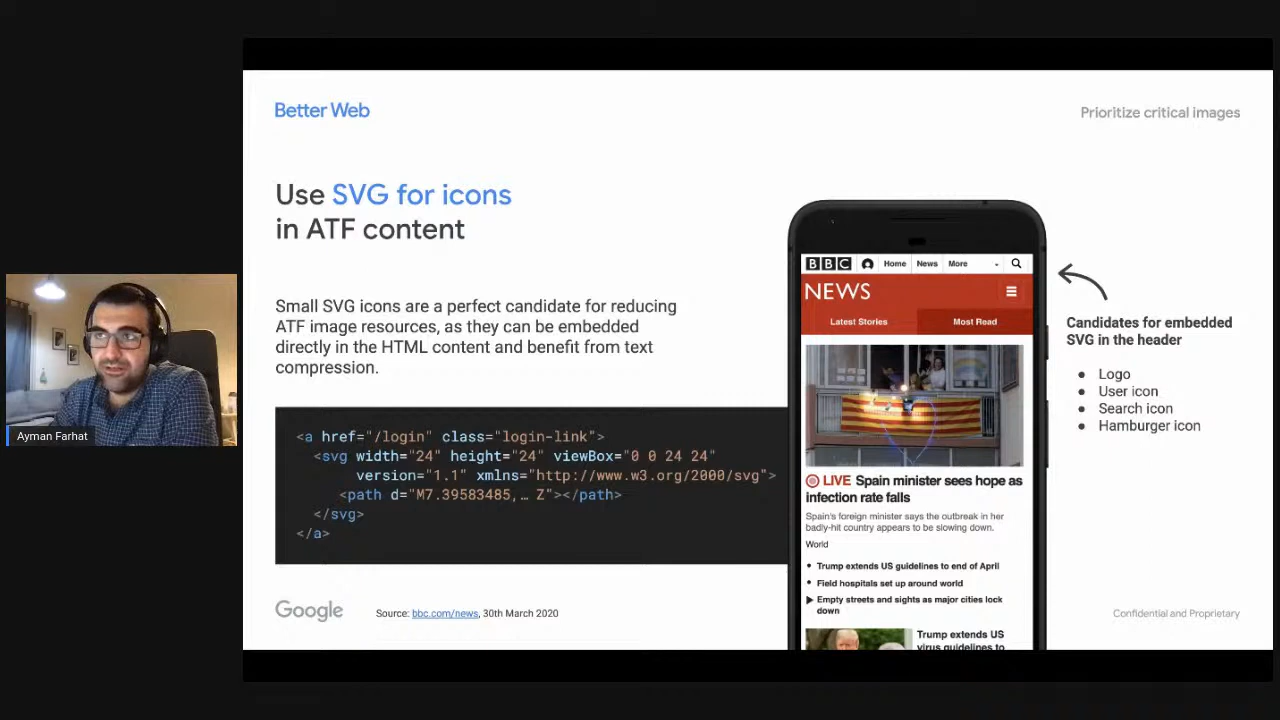 Better Web
Prioritize critical images
Use SVG for icons
in ATF content
Small SVG icons are a perfect candidate for reducing
ATF image resources, as they can be embedded
directly in the HTML content and benefit from text
compression.
<a href="/login" class="login-link">
<svg width="24" height="24" viewBox="0 0 24 24"
version="1.1" xmlns="http://www.w3.org/2000/svg">
<path d="M7.39583485,… Z"></path>
</svg>
</a>
BBC Home News More
NEWS
Latest Stories Most Read
LIVE Spain minister sees hope as
infection rate falls
Spain's foreign minister says the outbreak in her
badly-hit country appears to be slowing down.
World
• Trump extends US guidelines to end of April
• Field hospitals set up around world
Empty streets and sights as major cities lock
down
Trump extends US
virus guidelines to
Candidates for embedded
SVG in the header
● Logo
● User icon
● Search icon
● Hamburger icon
Ayman Farhat
Google
Source: bbc.com/news, 30th March 2020
Confidential and Proprietary